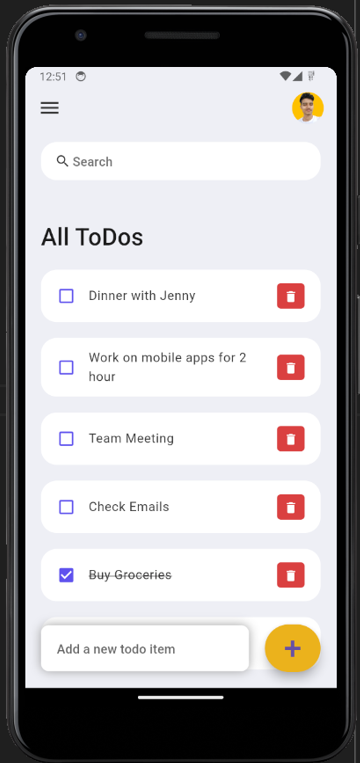 12:51
Search
All ToDos
Dinner with Jenny
Work on mobile apps for 2
hour
Team Meeting
Check Emails
Buy Groceries
Add a new todo item
+